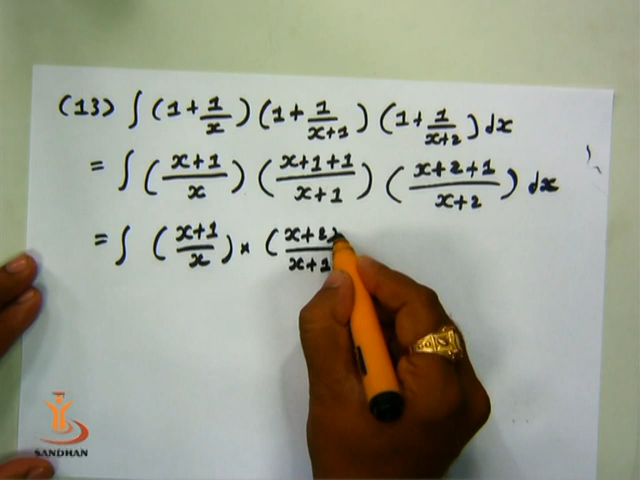 (13) ∫ (1 + 1/x) (1 + 1/(x+1)) (1 + 1/(x+2)) dx
= ∫ ((x+1)/x) ((x+1+1)/(x+1)) ((x+2+1)/(x+2)) dx
= ∫ ((x+1)/x) × ((x+2)/(x+1
SANDHAN